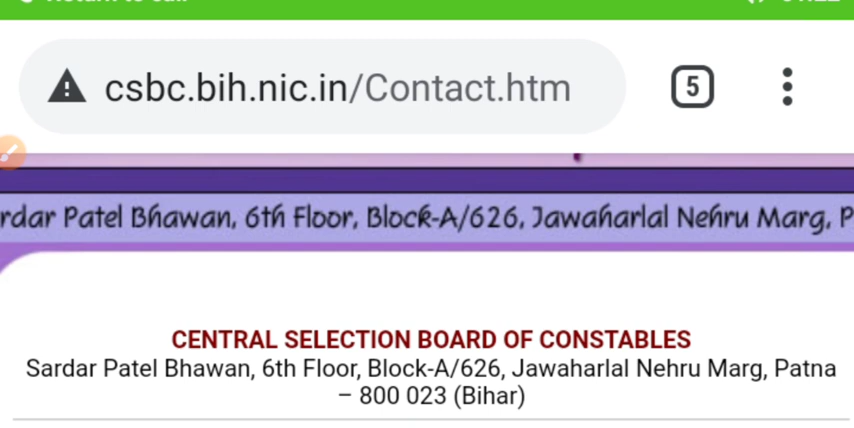 csbc.bih.nic.in/Contact.htm
5
Patel Bhawan, 6th Floor, Block-A/626, Jawaharlal Nehru Marg,
CENTRAL SELECTION BOARD OF CONSTABLES
Sardar Patel Bhawan, 6th Floor, Block-A/626, Jawaharlal Nehru Marg, Patna
– 800 023 (Bihar)